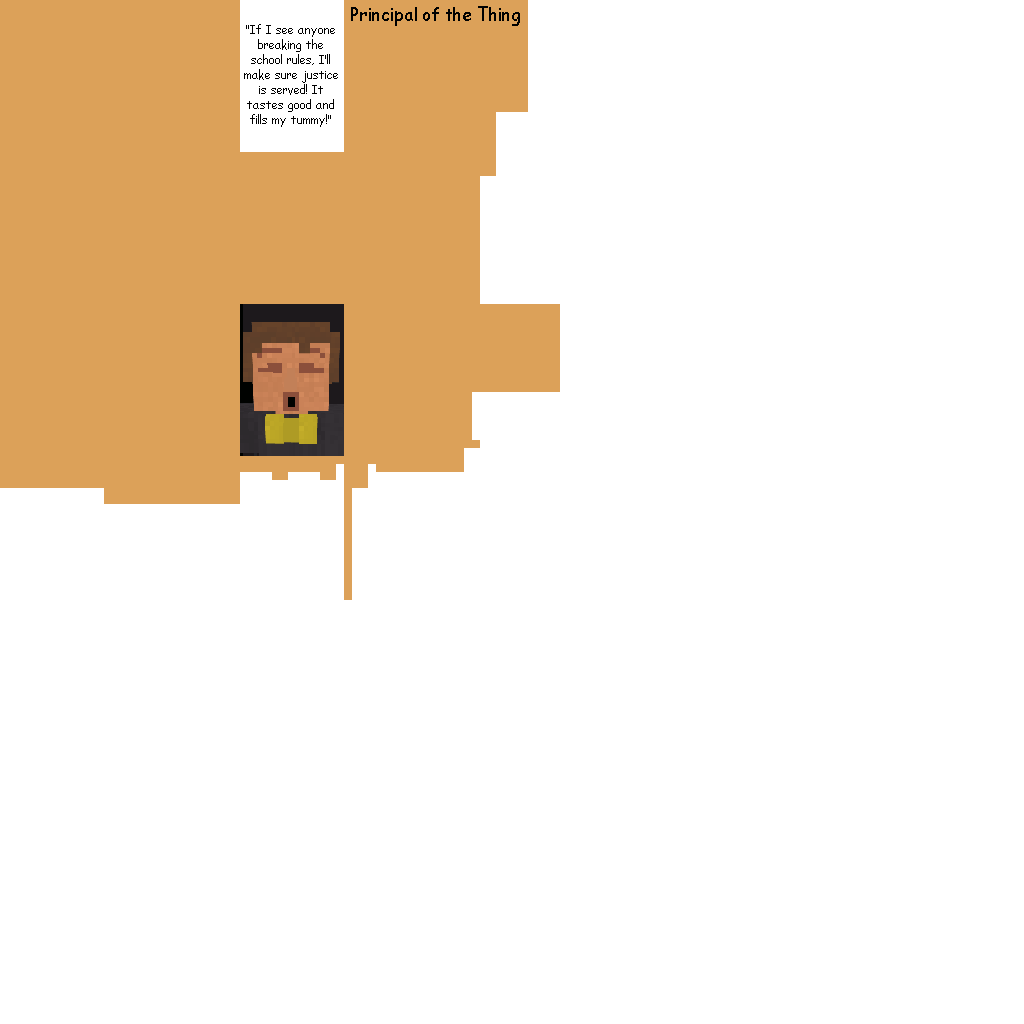 Principal of the Thing
"If I see anyone
breaking the
school rules, I'll
make sure justice
is served! It
tastes good and
fills my tummy!"